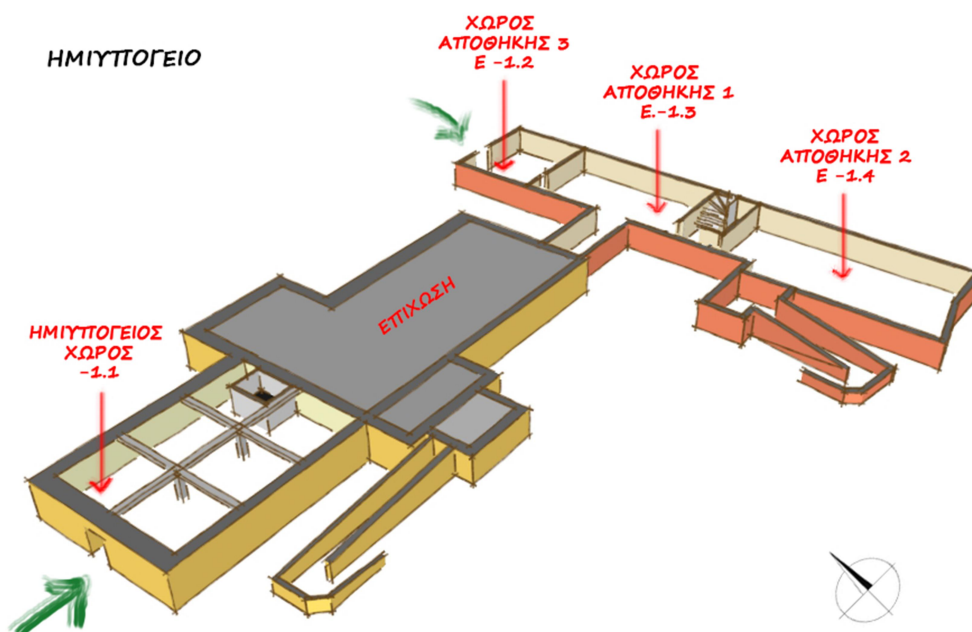 ΗΜΙΥΠΟΓΕΙΟ
ΧΩΡΟΣ
ΑΠΟΘΗΚΗΣ 3
Ε -1.2
ΧΩΡΟΣ
ΑΠΟΘΗΚΗΣ 1
Ε.-1.3
ΧΩΡΟΣ
ΑΠΟΘΗΚΗΣ 2
Ε -1.4
ΕΠΙΧΩΣΗ
ΗΜΙΥΠΟΓΕΙΟΣ
ΧΩΡΟΣ
-1.1